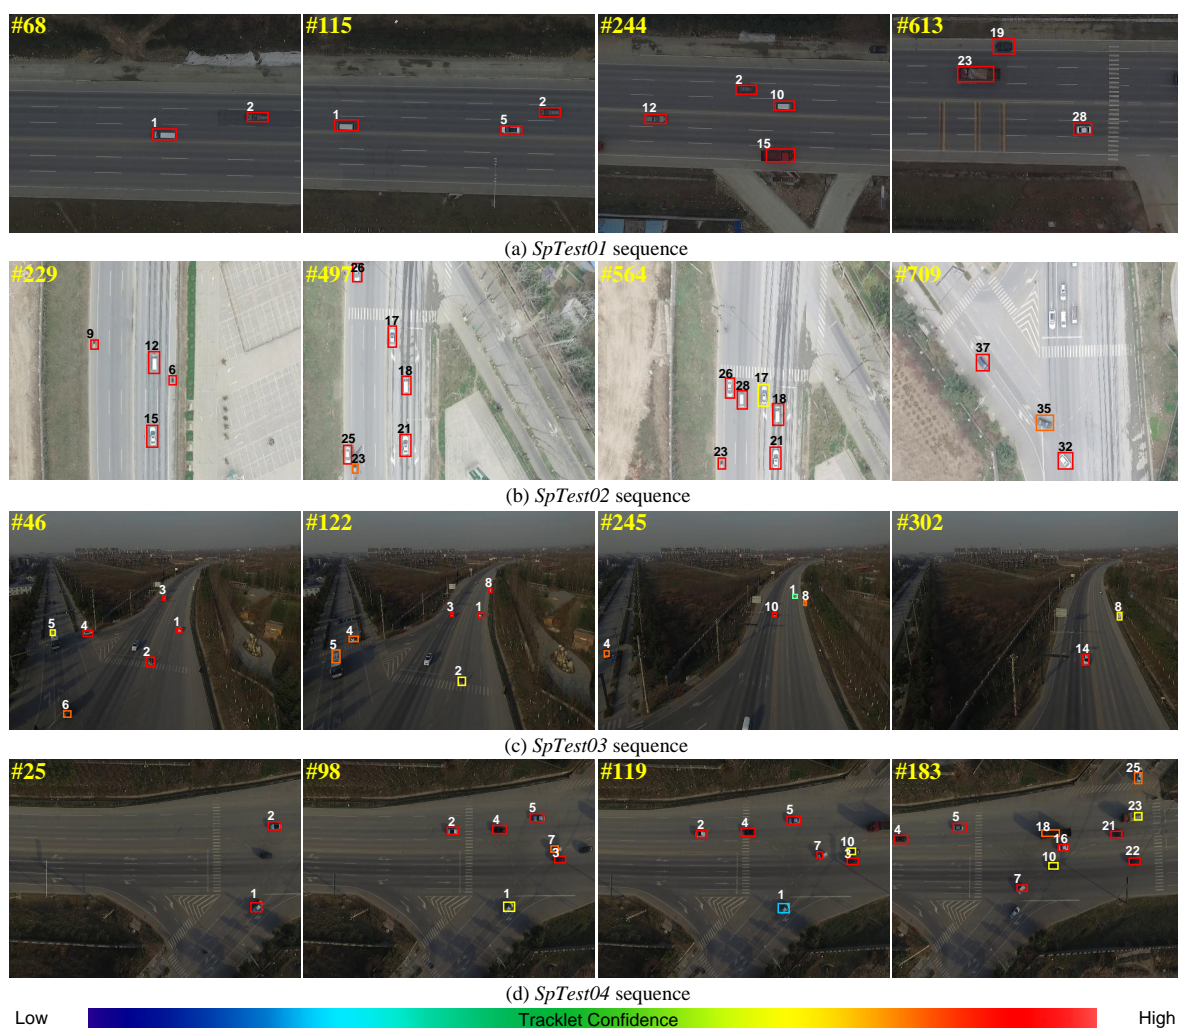 #68 #115 #244 #613
1 2 1 5 2 12 2 10 15 19 23 28
(a) SpTest01 sequence
#229 #497 #564 #709
9 12 6 15 26 17 18 25 23 21 26 28 17 18 23 21 37 35 32
(b) SpTest02 sequence
#46 #122 #245 #302
5 4 3 1 2 6 5 4 3 8 1 2 4 10 1 8 8 14
(c) SpTest03 sequence
#25 #98 #119 #183
2 1 2 4 5 7 3 1 2 4 5 7 10 3 1 4 5 18 16 10 7 25 23 21 22
(d) SpTest04 sequence
Low Tracklet Confidence High